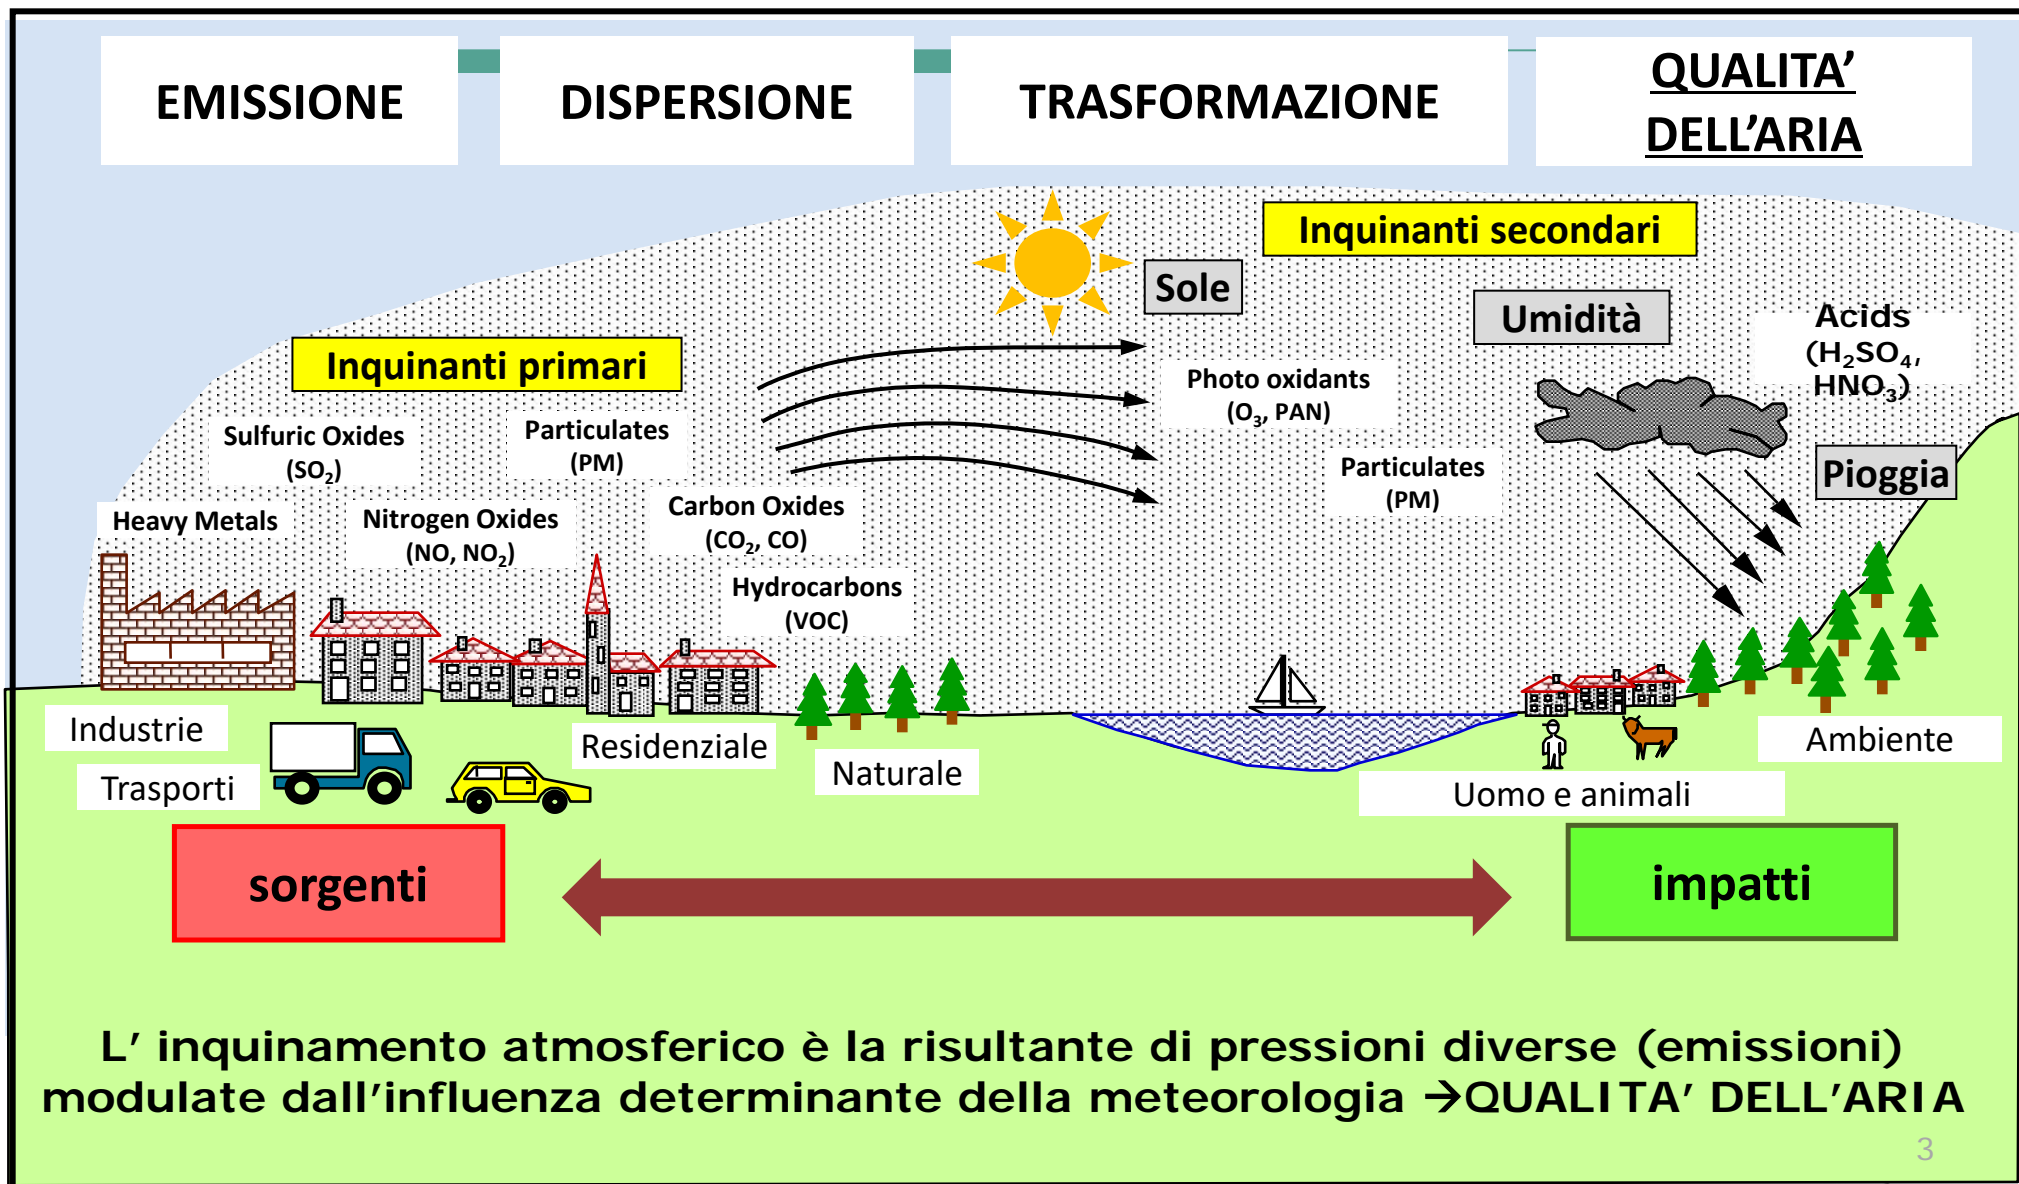 EMISSIONE
DISPERSIONE
TRASFORMAZIONE
QUALITA’
DELL’ARIA
Inquinanti secondari
Sole
Umidità
Acids
(H₂SO₄,
HNO₃)
Inquinanti primari
Photo oxidants
(O₃, PAN)
Sulfuric Oxides
(SO₂)
Particulates
(PM)
Particulates
(PM)
Pioggia
Heavy Metals
Nitrogen Oxides
(NO, NO₂)
Carbon Oxides
(CO₂, CO)
Hydrocarbons
(VOC)
Industrie
Trasporti
Residenziale
Naturale
Uomo e animali
Ambiente
sorgenti
impatti
L’ inquinamento atmosferico è la risultante di pressioni diverse (emissioni)
modulate dall’influenza determinante della meteorologia →QUALITA’ DELL’ARIA
3